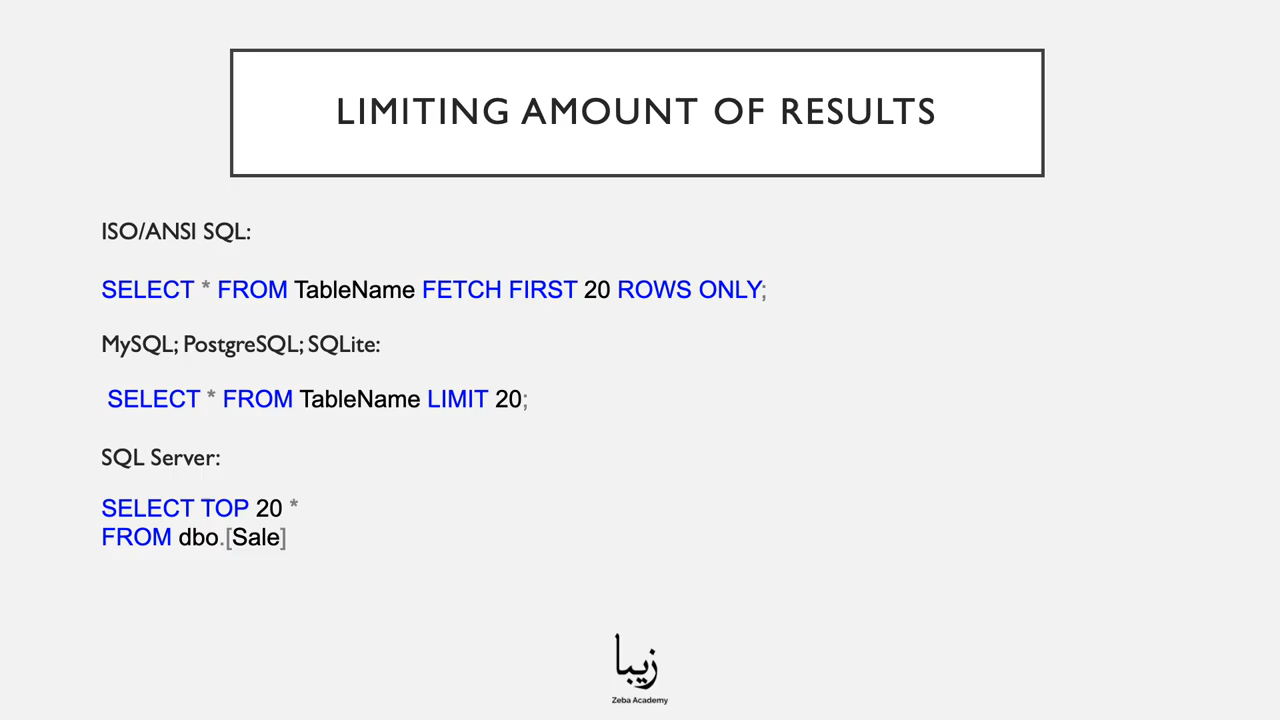 LIMITING AMOUNT OF RESULTS
ISO/ANSI SQL:
SELECT * FROM TableName FETCH FIRST 20 ROWS ONLY;
MySQL; PostgreSQL; SQLite:
SELECT * FROM TableName LIMIT 20;
SQL Server:
SELECT TOP 20 *
FROM dbo.[Sale]
زيبا
Zeba Academy